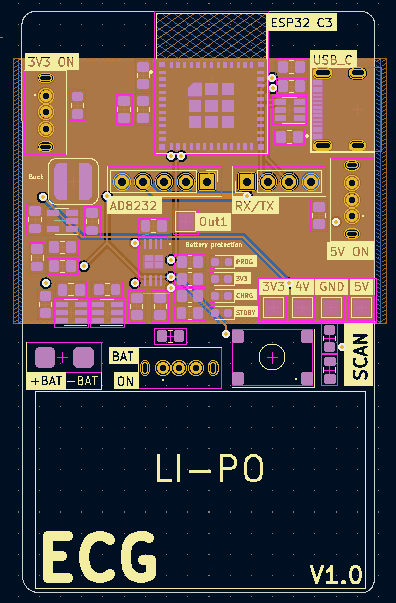 ESP32 C3
3V3 ON
USB_C
Buck
AD8232
RX/TX
Out1
Battery protection
5V ON
PROG
3V3
CHRG
STDBY
3V3 4V GND 5V
BAT
ON
+BAT-BAT
SCAN
LI-PO
ECG
V1.0